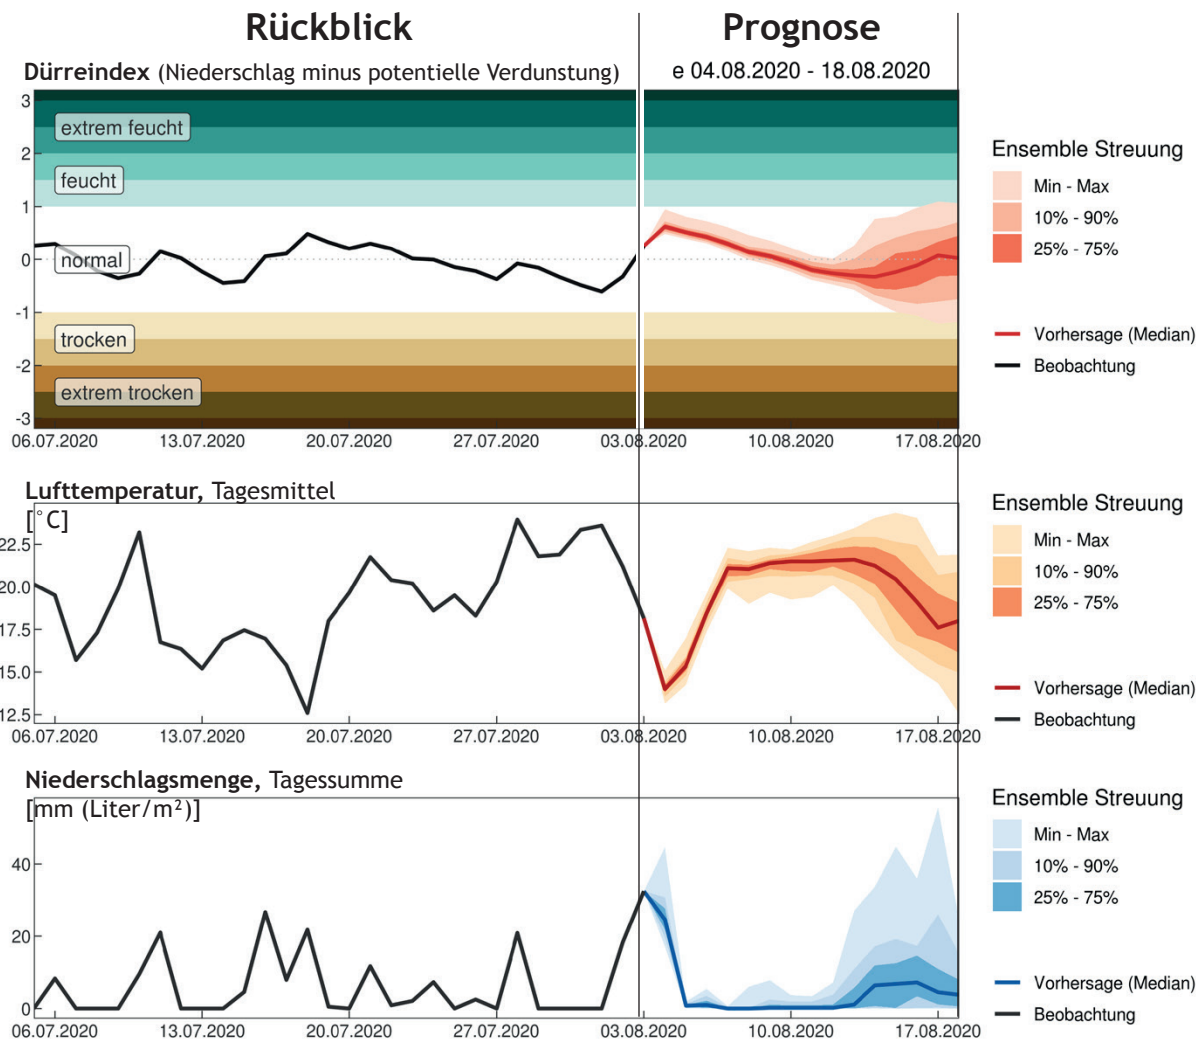 Rückblick
Prognose
Dürreindex (Niederschlag minus potentielle Verdunstung)
e 04.08.2020 - 18.08.2020
3
2
1
0
-1
-2
-3
extrem feucht
feucht
normal
trocken
extrem trocken
06.07.2020
13.07.2020
20.07.2020
27.07.2020
03.08.2020
10.08.2020
17.08.2020
Ensemble Streuung
Min - Max
10% - 90%
25% - 75%
Vorhersage (Median)
Beobachtung
Lufttemperatur, Tagesmittel
[°C]
22.5
20.0
17.5
15.0
12.5
06.07.2020
13.07.2020
20.07.2020
27.07.2020
03.08.2020
10.08.2020
17.08.2020
Ensemble Streuung
Min - Max
10% - 90%
25% - 75%
Vorhersage (Median)
Beobachtung
Niederschlagsmenge, Tagessumme
[mm (Liter/m²)]
40
20
0
06.07.2020
13.07.2020
20.07.2020
27.07.2020
03.08.2020
10.08.2020
17.08.2020
Ensemble Streuung
Min - Max
10% - 90%
25% - 75%
Vorhersage (Median)
Beobachtung